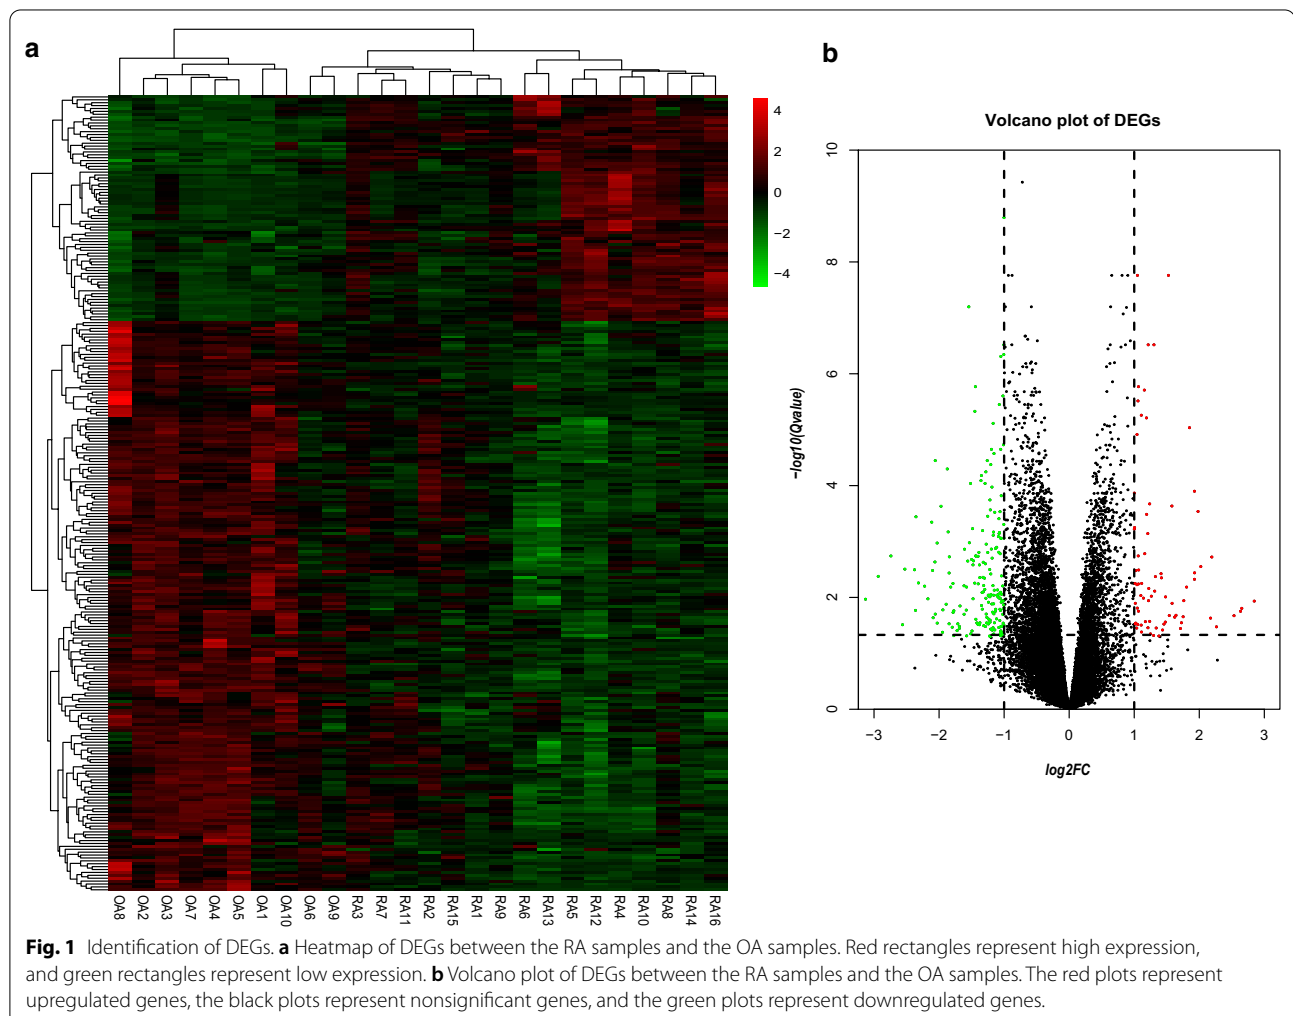 a
b
4
2
0
−2
−4
Volcano plot of DEGs
10
8
6
4
2
0
−log10(Qvalue)
−3
−2
−1
0
1
2
3
log2FC
OA8
OA2
OA3
OA7
OA4
OA5
OA1
OA10
OA6
OA9
RA3
RA7
RA11
RA2
RA15
RA1
RA9
RA6
RA13
RA5
RA12
RA4
RA10
RA8
RA14
RA16
Fig. 1 Identification of DEGs. a Heatmap of DEGs between the RA samples and the OA samples. Red rectangles represent high expression,
and green rectangles represent low expression. b Volcano plot of DEGs between the RA samples and the OA samples. The red plots represent
upregulated genes, the black plots represent nonsignificant genes, and the green plots represent downregulated genes.